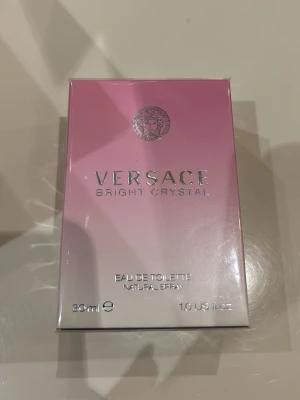 VERSACE
BRIGHT CRYSTAL
EAU DE TOILETTE
NATURAL SPRAY
30ml ℮ 1.0 US fl.oz